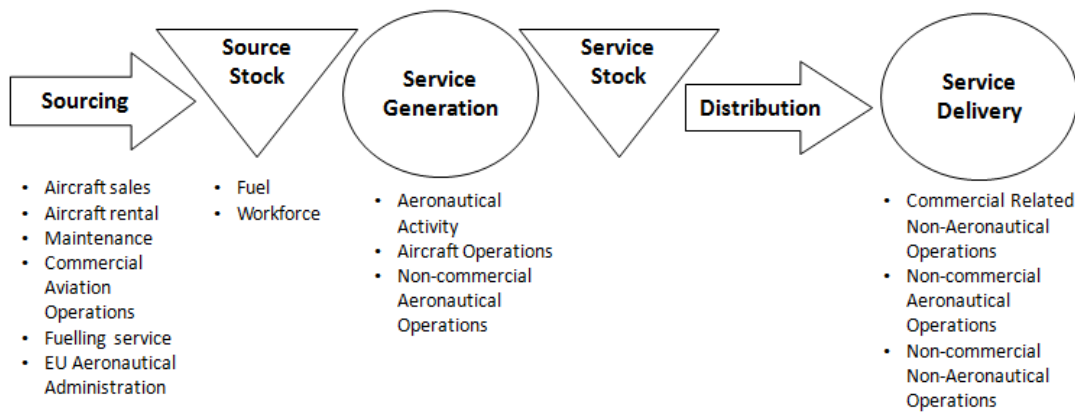 Sourcing
Source
Stock
Service
Generation
Service
Stock
Distribution
Service
Delivery
• Aircraft sales
• Aircraft rental
• Maintenance
• Commercial
Aviation
Operations
• Fuelling service
• EU Aeronautical
Administration
• Fuel
• Workforce
• Aeronautical
Activity
• Aircraft Operations
• Non-commercial
Aeronautical
Operations
• Commercial Related
Non-Aeronautical
Operations
• Non-commercial
Aeronautical
Operations
• Non-commercial
Non-Aeronautical
Operations